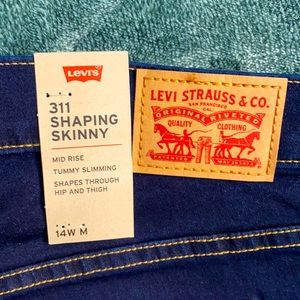 Levi's
311
SHAPING
SKINNY
MID RISE
TUMMY SLIMMING
SHAPES THROUGH
HIP AND THIGH
14W M
LEVI STRAUSS & CO.
SAN FRANCISCO
CAL.
ORIGINAL RIVETED
QUALITY CLOTHING